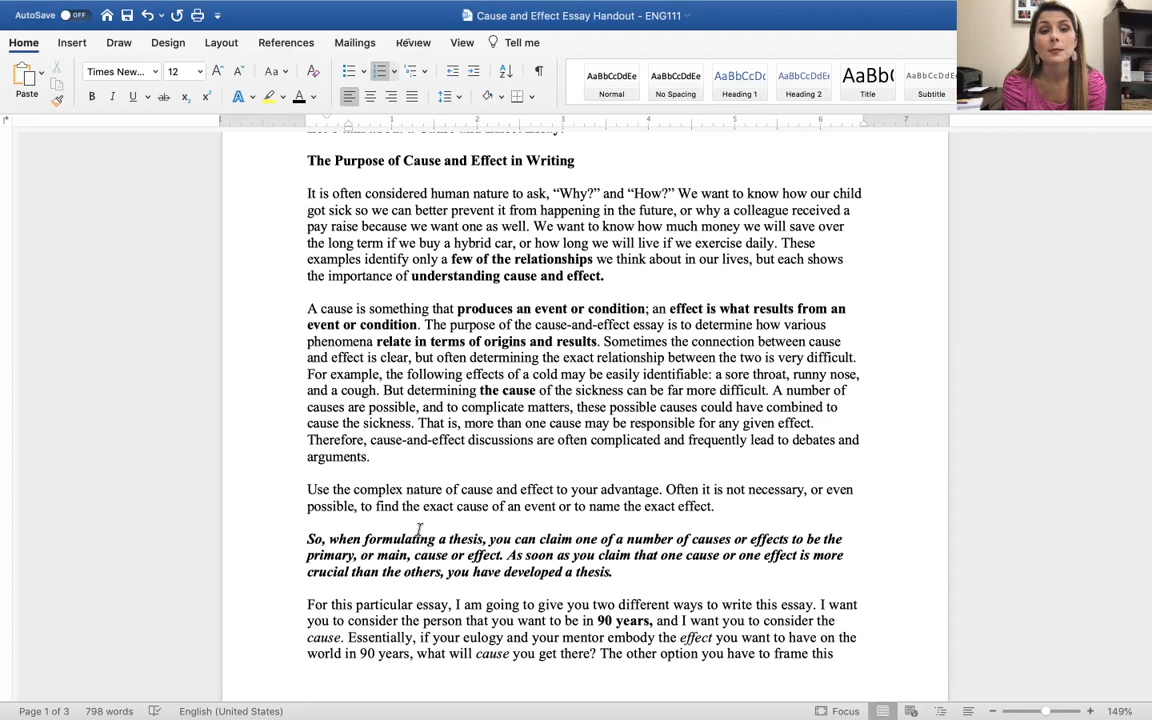 AutoSave OFF
Cause and Effect Essay Handout - ENG111
Home Insert Draw Design Layout References Mailings Review View Tell me
Paste
Times New... 12
AaBbCcDdEe Normal
AaBbCcDdEe No Spacing
AaBbCcDc Heading 1
AaBbCcDdEe Heading 2
AaBb( Title
AaBbCcDdEe Subtitle
1 1 2 3 4 5 6 7
The Purpose of Cause and Effect in Writing
It is often considered human nature to ask, “Why?” and “How?” We want to know how our child
got sick so we can better prevent it from happening in the future, or why a colleague received a
pay raise because we want one as well. We want to know how much money we will save over
the long term if we buy a hybrid car, or how long we will live if we exercise daily. These
examples identify only a few of the relationships we think about in our lives, but each shows
the importance of understanding cause and effect.
A cause is something that produces an event or condition; an effect is what results from an
event or condition. The purpose of the cause-and-effect essay is to determine how various
phenomena relate in terms of origins and results. Sometimes the connection between cause
and effect is clear, but often determining the exact relationship between the two is very difficult.
For example, the following effects of a cold may be easily identifiable: a sore throat, runny nose,
and a cough. But determining the cause of the sickness can be far more difficult. A number of
causes are possible, and to complicate matters, these possible causes could have combined to
cause the sickness. That is, more than one cause may be responsible for any given effect.
Therefore, cause-and-effect discussions are often complicated and frequently lead to debates and
arguments.
Use the complex nature of cause and effect to your advantage. Often it is not necessary, or even
possible, to find the exact cause of an event or to name the exact effect.
So, when formulating a thesis, you can claim one of a number of causes or effects to be the
primary, or main, cause or effect. As soon as you claim that one cause or one effect is more
crucial than the others, you have developed a thesis.
For this particular essay, I am going to give you two different ways to write this essay. I want
you to consider the person that you want to be in 90 years, and I want you to consider the
cause. Essentially, if your eulogy and your mentor embody the effect you want to have on the
world in 90 years, what will cause you get there? The other option you have to frame this
Page 1 of 3 798 words English (United States) Focus 149%